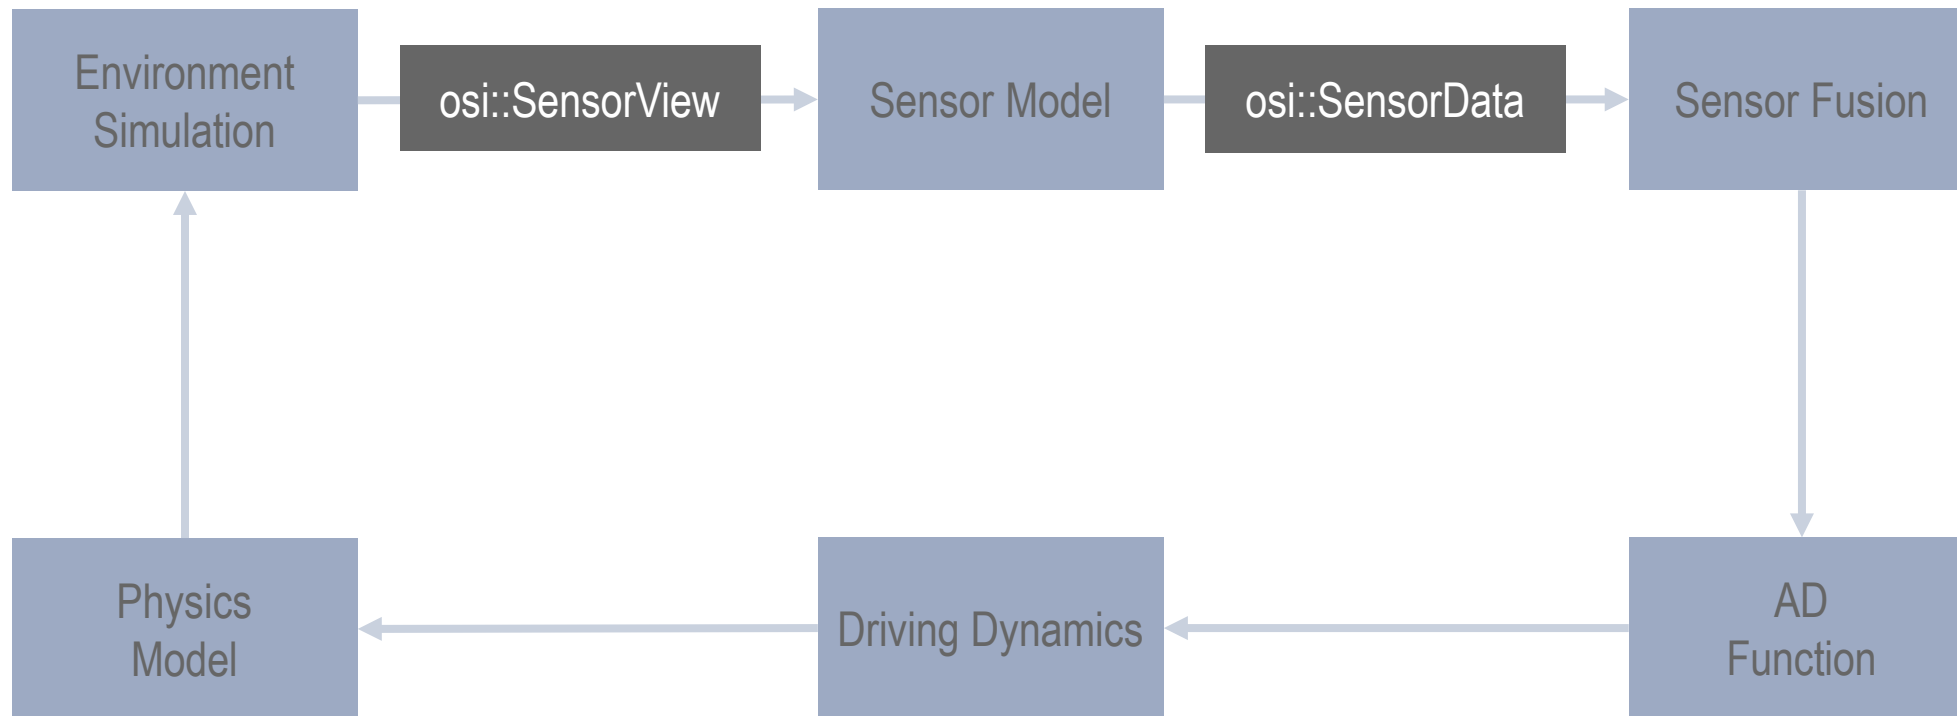 Environment
Simulation
osi::SensorView
Sensor Model
osi::SensorData
Sensor Fusion
Physics
Model
Driving Dynamics
AD
Function